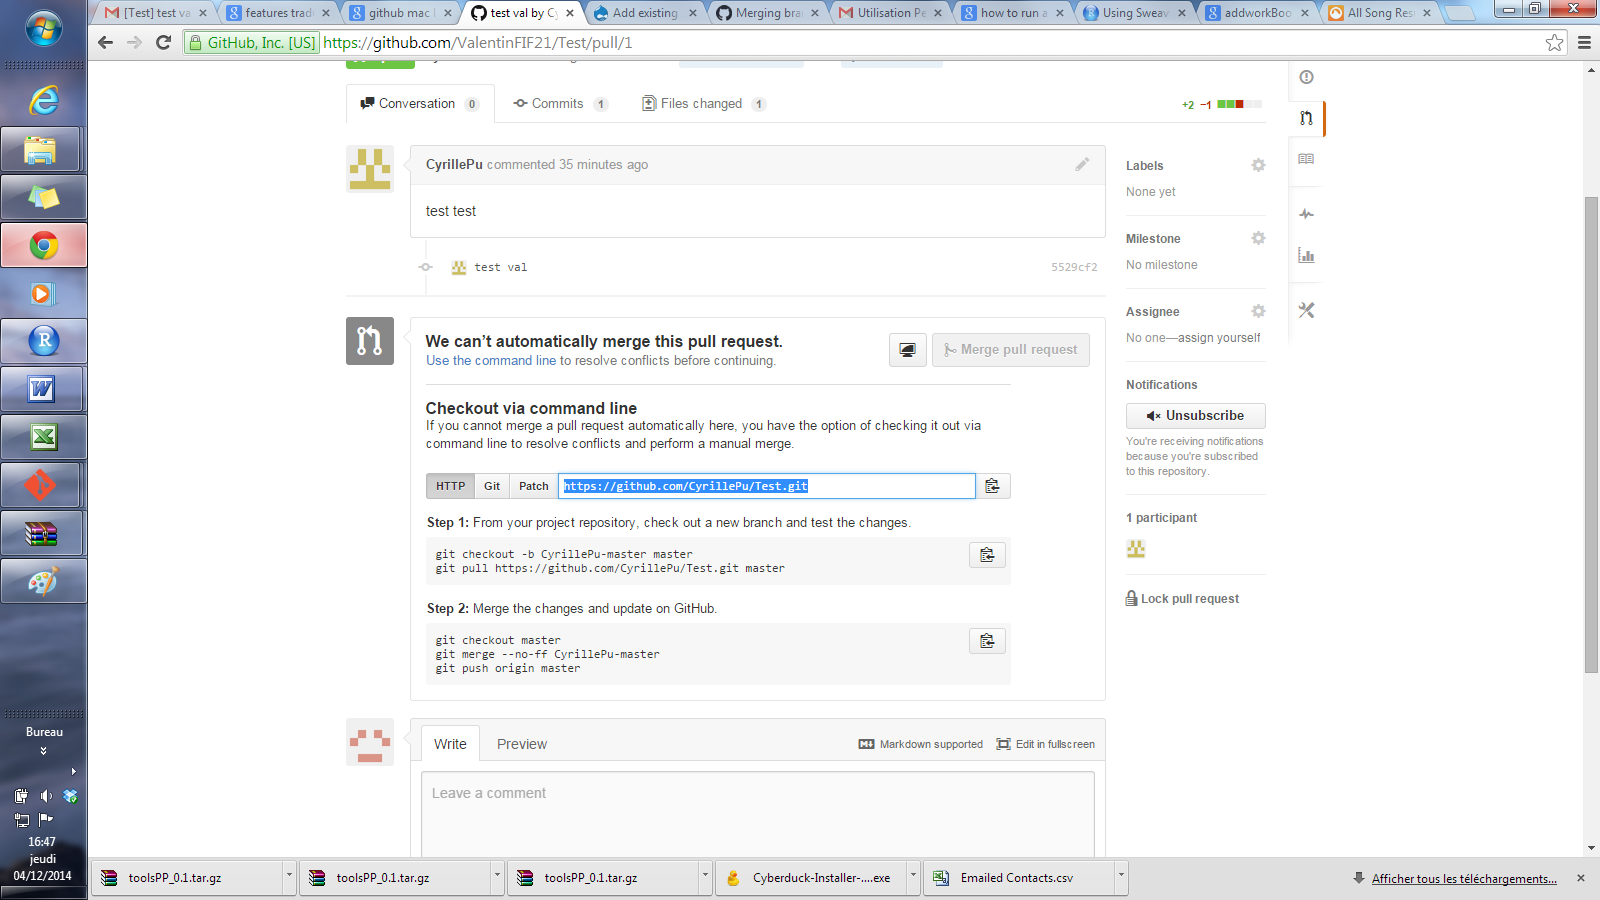 [Test] test va
features trad
github mac l
test val by Cy
Add existing
Merging bra
Utilisation Pe
how to run a
Using Sweav
addworkBoo
All Song Res
GitHub, Inc. [US] https://github.com/ValentinFIF21/Test/pull/1
Conversation 0
Commits 1
Files changed 1
+2 −1
CyrillePu commented 35 minutes ago
test test
test val
5529cf2
We can't automatically merge this pull request.
Use the command line to resolve conflicts before continuing.
Merge pull request
Checkout via command line
If you cannot merge a pull request automatically here, you have the option of checking it out via
command line to resolve conflicts and perform a manual merge.
HTTP Git Patch https://github.com/CyrillePu/Test.git
Step 1: From your project repository, check out a new branch and test the changes.
git checkout -b CyrillePu-master master
git pull https://github.com/CyrillePu/Test.git master
Step 2: Merge the changes and update on GitHub.
git checkout master
git merge --no-ff CyrillePu-master
git push origin master
Write
Preview
Markdown supported
Edit in fullscreen
Leave a comment
Labels
None yet
Milestone
No milestone
Assignee
No one—assign yourself
Notifications
Unsubscribe
You're receiving notifications
because you're subscribed
to this repository.
1 participant
Lock pull request
Bureau
16:47
jeudi
04/12/2014
toolsPP_0.1.tar.gz
toolsPP_0.1.tar.gz
toolsPP_0.1.tar.gz
Cyberduck-Installer-....exe
Emailed Contacts.csv
Afficher tous les téléchargements...